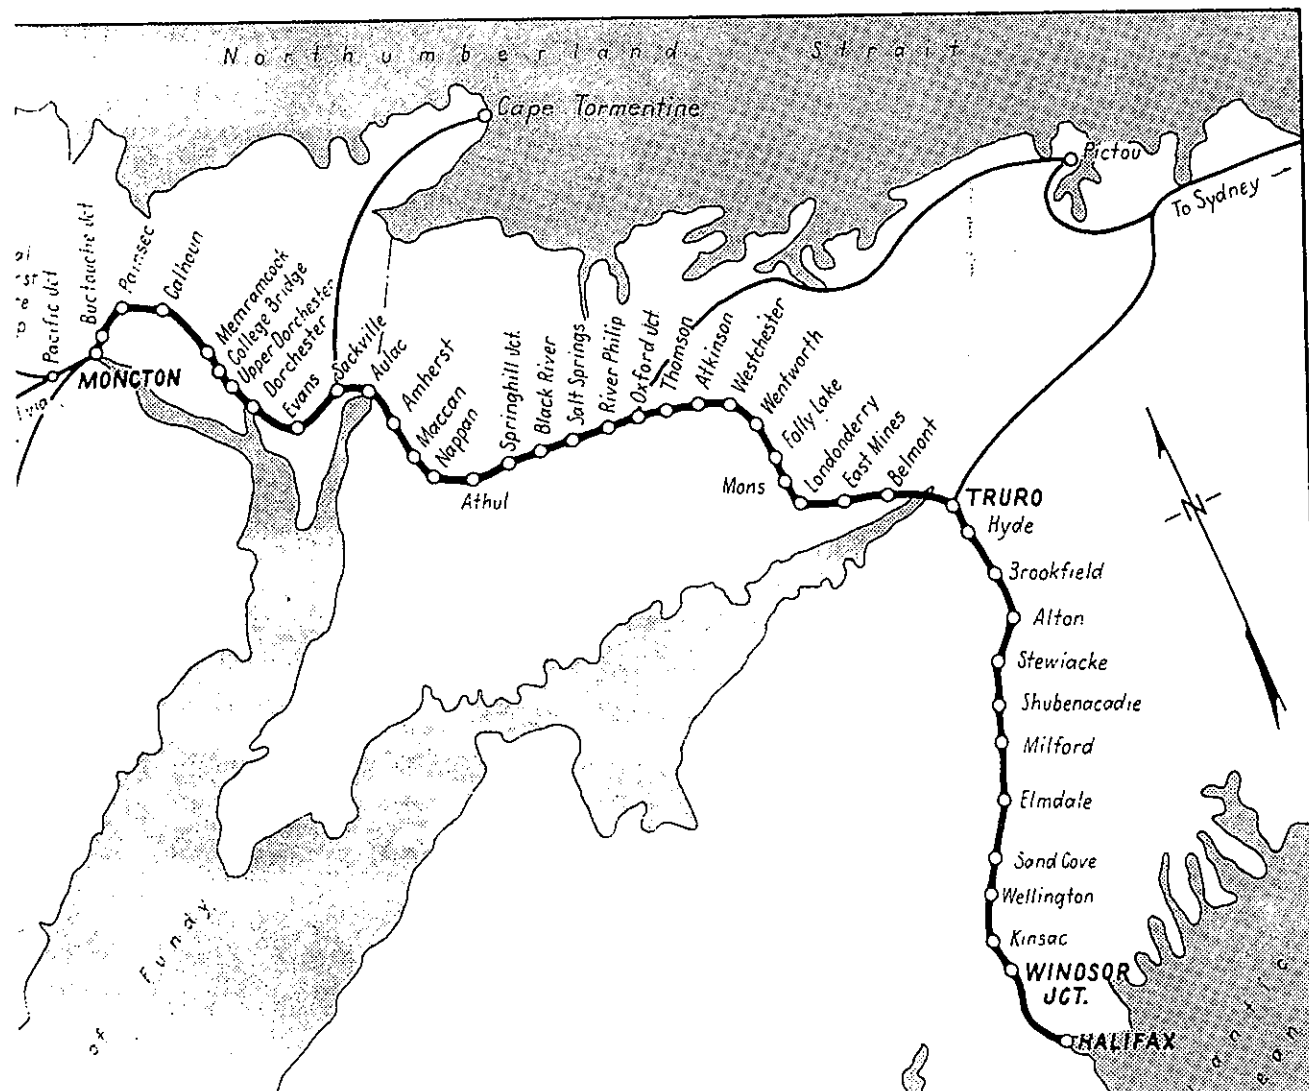 Northumberland Strait
Cape Tormentine
Pictou
To Sydney →
Pacific Jct
Buctouche Jct
Painsec
Calhoun
Memramcock
College Bridge
Upper Dorchester
Dorchester
Evans
Sackville
Aulac
Amherst
Maccan
Nappan
Athul
Springhill Jct.
Black River
Salt Springs
River Philip
Oxford Jct.
Thomson
Atkinson
Westchester
Wentworth
Folly Lake
Mons
Londonderry
East Mines
Belmont
MONCTON
TRURO
Hyde
Brookfield
Alton
Stewiacke
Shubenacadie
Milford
Elmdale
Sand Cove
Wellington
Kinsac
WINDSOR
JCT.
HALIFAX
N
of Fundy